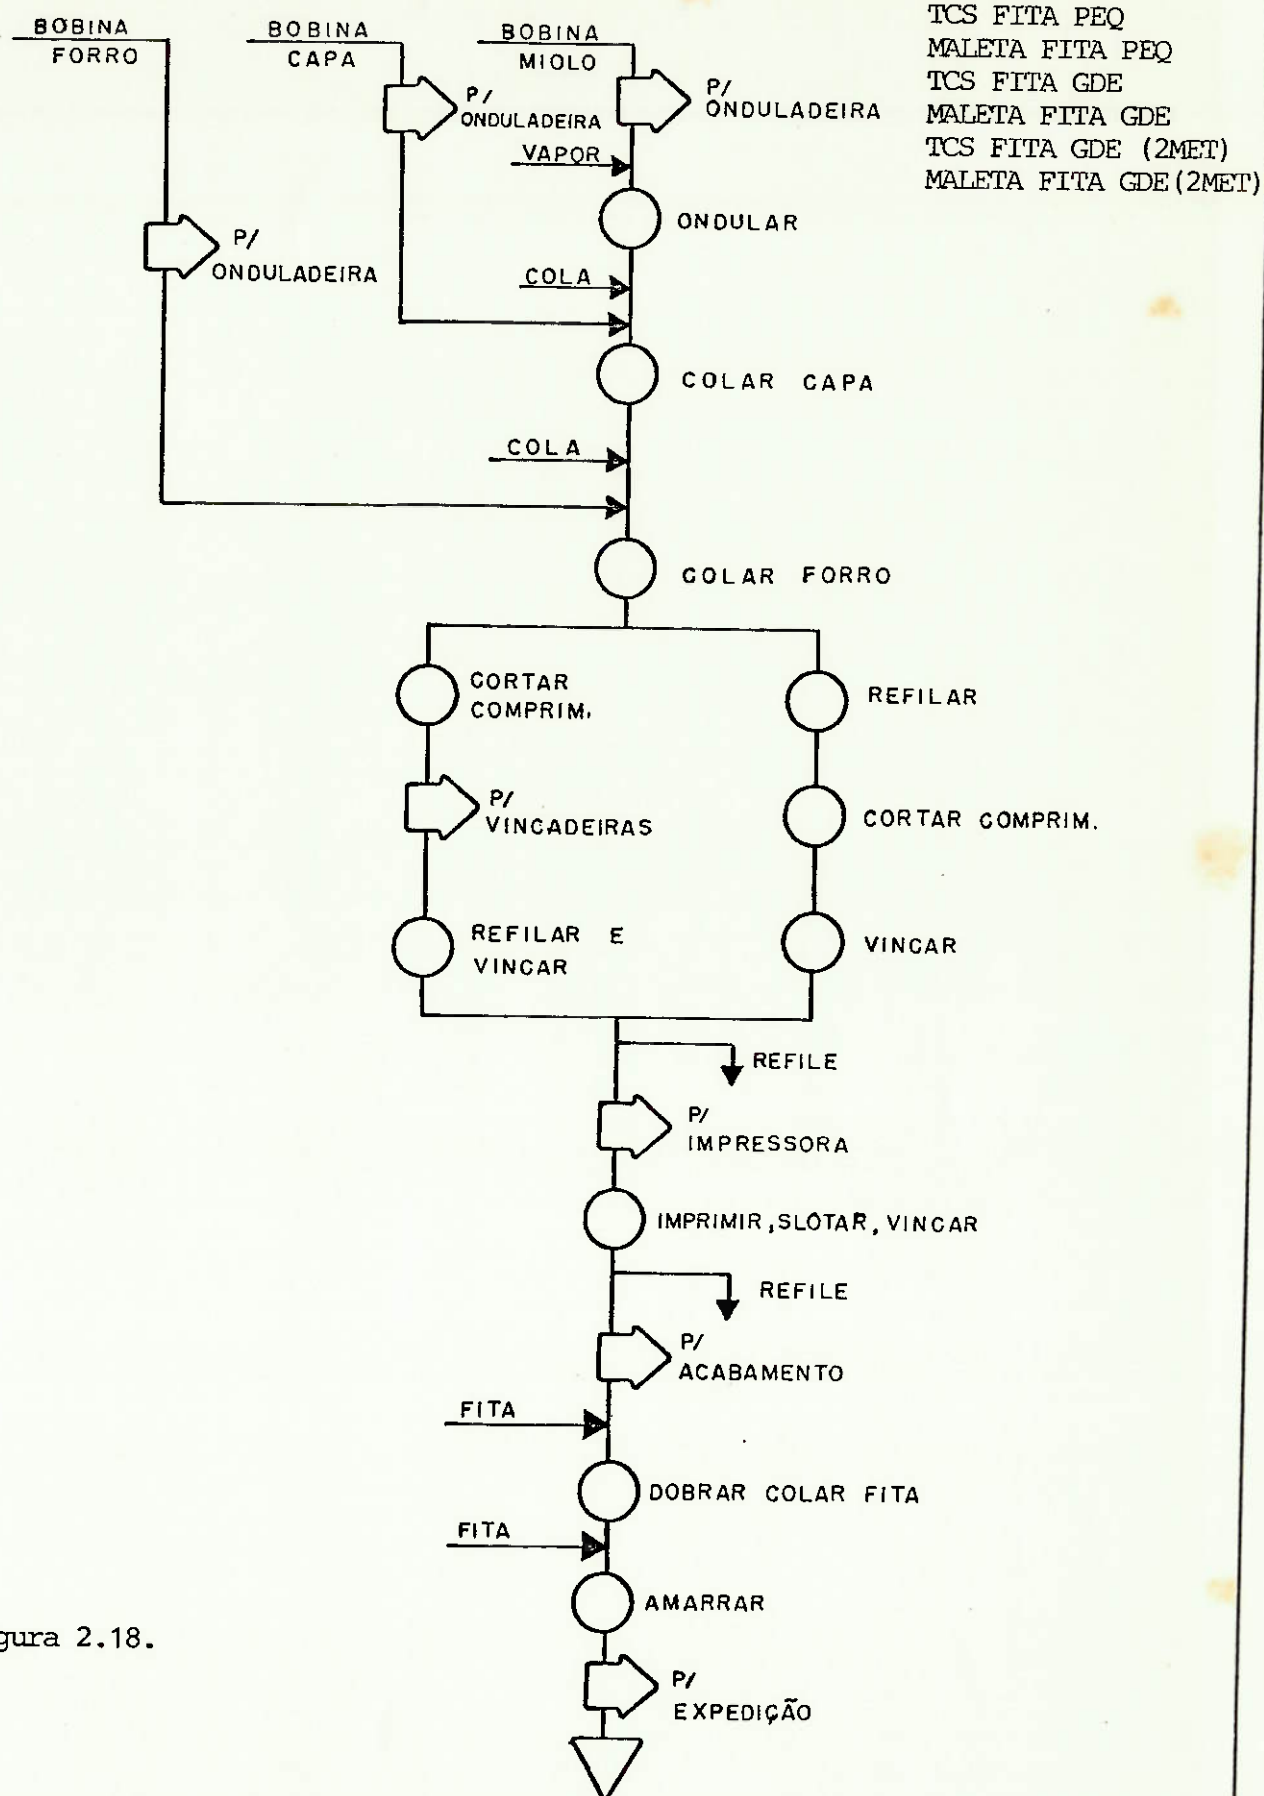 BOBINA
FORRO
BOBINA
CAPA
BOBINA
MIOLO
TCS FITA PEQ
MALETA FITA PEQ
TCS FITA GDE
MALETA FITA GDE
TCS FITA GDE (2MET)
MALETA FITA GDE(2MET)
P/
ONDULADEIRA
P/
ONDULADEIRA
VAPOR
ONDULAR
P/
ONDULADEIRA
COLA
COLAR CAPA
COLA
COLAR FORRO
CORTAR
COMPRIM.
REFILAR
P/
VINCADEIRAS
CORTAR COMPRIM.
REFILAR E
VINCAR
VINCAR
REFILE
P/
IMPRESSORA
IMPRIMIR, SLOTAR, VINCAR
REFILE
P/
ACABAMENTO
FITA
DOBRAR COLAR FITA
FITA
AMARRAR
gura 2.18.
P/
EXPEDIÇÃO